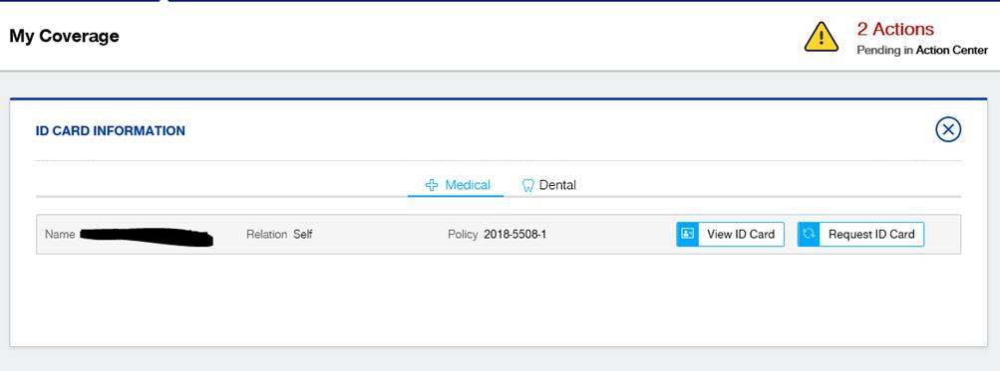 My Coverage
2 Actions
Pending in Action Center
ID CARD INFORMATION
Medical Dental
Name Relation Self Policy 2018-5508-1 View ID Card Request ID Card